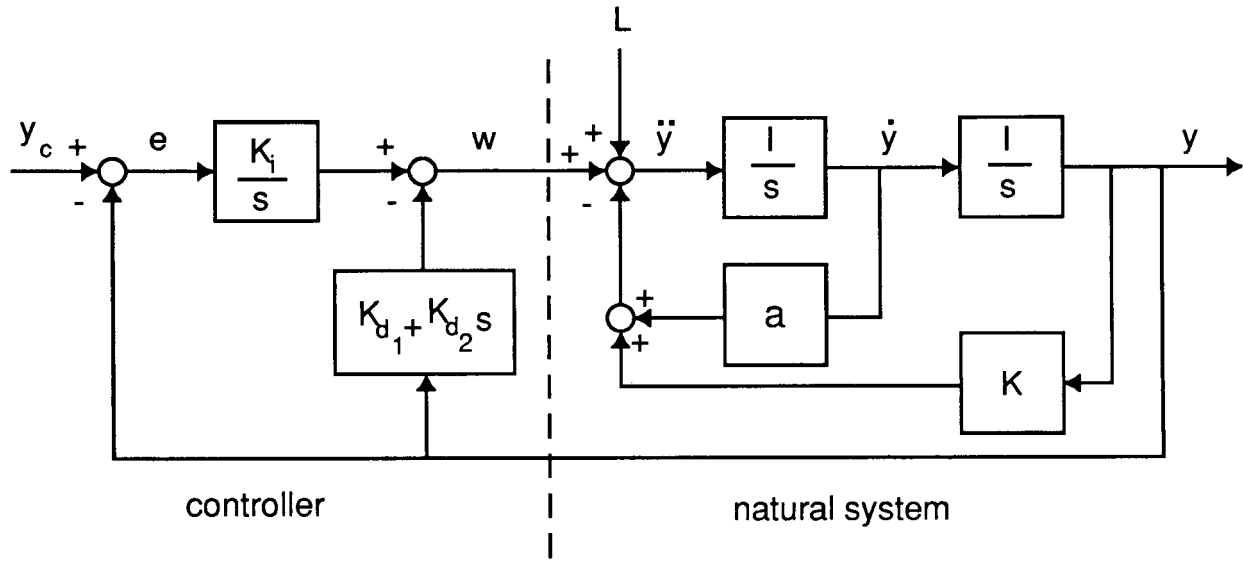 L
y_c
+
-
e
K_i
s
+
-
w
+
+
-
ÿ
I
s
ẏ
I
s
y
K_d₁ + K_d₂ s
+
+
a
K
controller
natural system